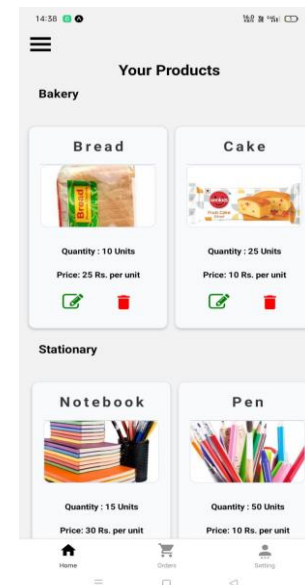 14:38
Your Products
Bakery
Bread Cake
Bread
Quantity : 10 Units Quantity : 25 Units
Price: 25 Rs. per unit Price: 10 Rs. per unit
Stationary
Notebook Pen
Quantity : 15 Units Quantity : 50 Units
Price: 30 Rs. per unit Price: 10 Rs. per unit
Home Orders Setting